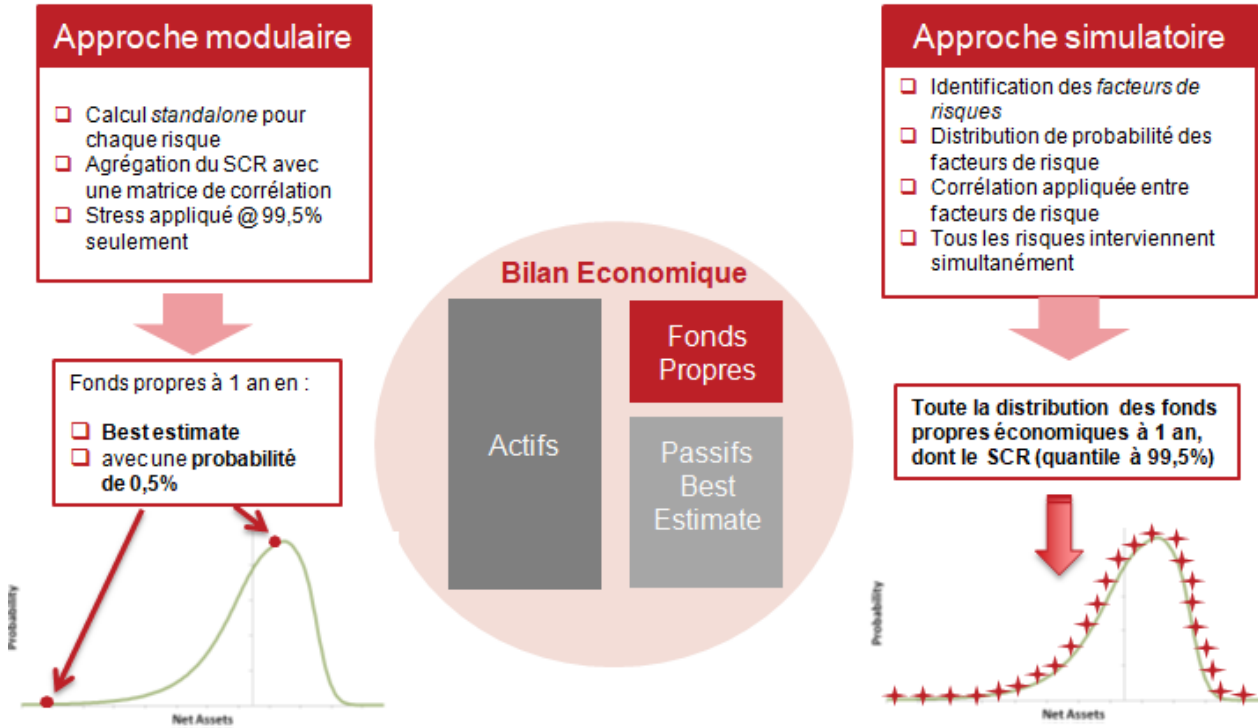 Approche modulaire
Calcul standalone pour
chaque risque
Agrégation du SCR avec
une matrice de corrélation
Stress appliqué @ 99,5%
seulement
Fonds propres à 1 an en :
Best estimate
avec une probabilité
de 0,5%
Probability
Net Assets
Bilan Economique
Actifs
Fonds
Propres
Passifs
Best
Estimate
Approche simulatoire
Identification des facteurs de
risques
Distribution de probabilité des
facteurs de risque
Corrélation appliquée entre
facteurs de risque
Tous les risques interviennent
simultanément
Toute la distribution des fonds
propres économiques à 1 an,
dont le SCR (quantile à 99,5%)
Probability
Net Assets